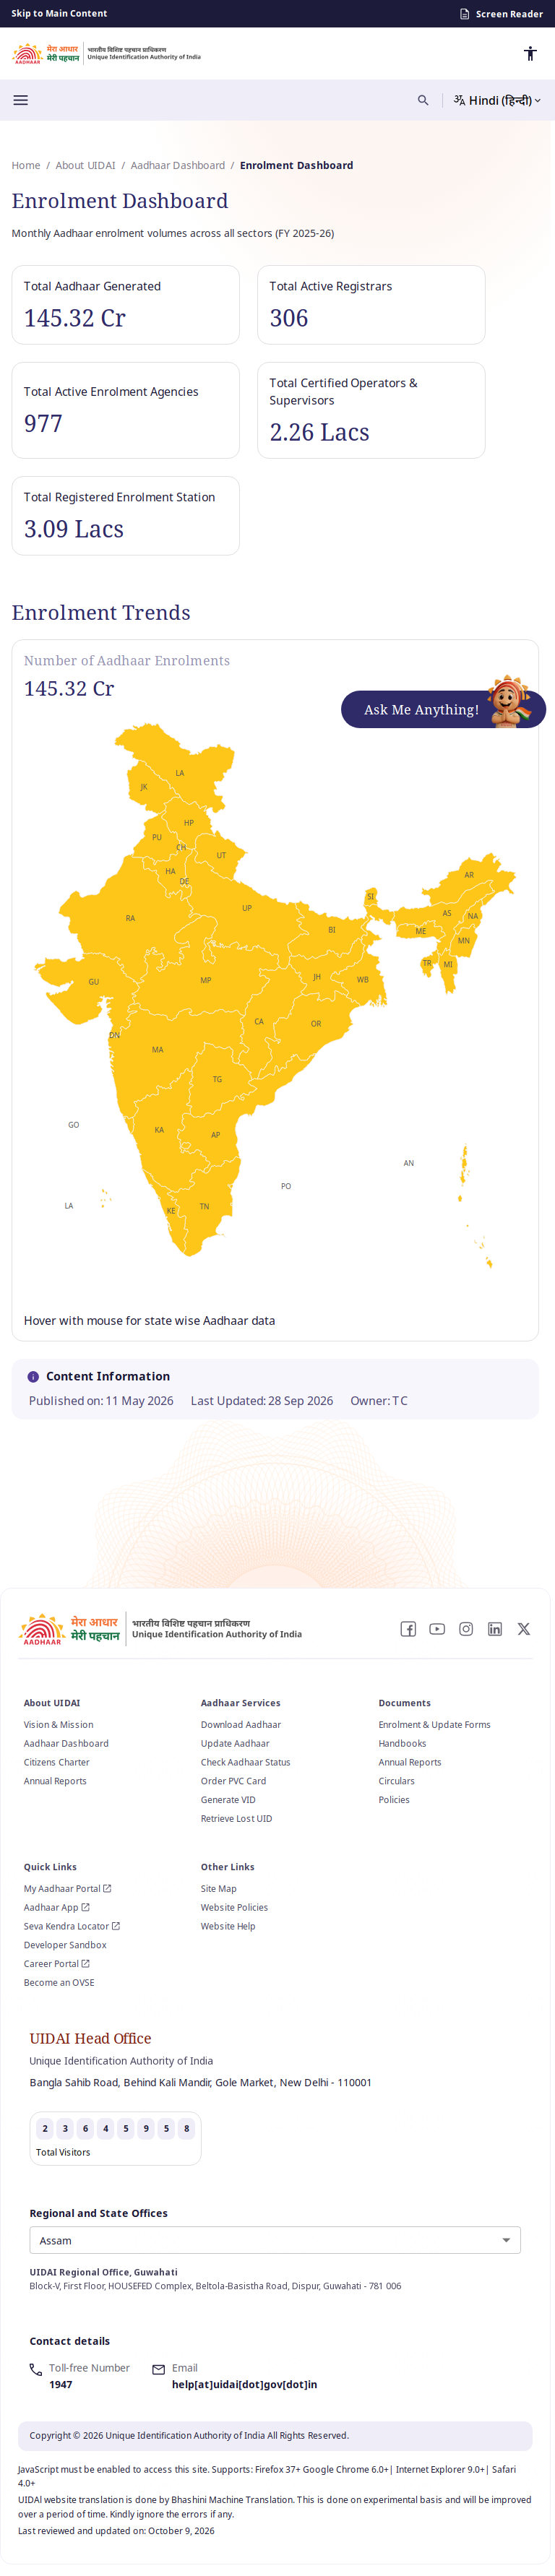 Skip to Main Content
Screen Reader
AADHAAR
मेरा आधार
मेरी पहचान
भारतीय विशिष्ट पहचान प्राधिकरण
Unique Identification Authority of India
Hindi (हिन्दी)
Home / About UIDAI / Aadhaar Dashboard / Enrolment Dashboard
Enrolment Dashboard
Monthly Aadhaar enrolment volumes across all sectors (FY 2025-26)
Total Aadhaar Generated
145.32 Cr
Total Active Registrars
306
Total Active Enrolment Agencies
977
Total Certified Operators &
Supervisors
2.26 Lacs
Total Registered Enrolment Station
3.09 Lacs
Enrolment Trends
Number of Aadhaar Enrolments
145.32 Cr
Ask Me Anything!
LA
JK
HP
PU
CH
UT
HA
DE
AR
SI
UP
AS
NA
RA
BI
ME
MN
TR
MI
JH
WB
GU
MP
CA
OR
DN
MA
TG
GO
KA
AP
AN
PO
LA
KE
TN
Hover with mouse for state wise Aadhaar data
Content Information
Published on: 11 May 2026 Last Updated: 28 Sep 2026 Owner: TC
AADHAAR
मेरा आधार
मेरी पहचान
भारतीय विशिष्ट पहचान प्राधिकरण
Unique Identification Authority of India
About UIDAI
Vision & Mission
Aadhaar Dashboard
Citizens Charter
Annual Reports
Aadhaar Services
Download Aadhaar
Update Aadhaar
Check Aadhaar Status
Order PVC Card
Generate VID
Retrieve Lost UID
Documents
Enrolment & Update Forms
Handbooks
Annual Reports
Circulars
Policies
Quick Links
My Aadhaar Portal
Aadhaar App
Seva Kendra Locator
Developer Sandbox
Career Portal
Become an OVSE
Other Links
Site Map
Website Policies
Website Help
UIDAI Head Office
Unique Identification Authority of India
Bangla Sahib Road, Behind Kali Mandir, Gole Market, New Delhi - 110001
2 3 6 4 5 9 5 8
Total Visitors
Regional and State Offices
Assam
UIDAI Regional Office, Guwahati
Block-V, First Floor, HOUSEFED Complex, Beltola-Basistha Road, Dispur, Guwahati - 781 006
Contact details
Toll-free Number
1947
Email
help[at]uidai[dot]gov[dot]in
Copyright © 2026 Unique Identification Authority of India All Rights Reserved.
JavaScript must be enabled to access this site. Supports: Firefox 37+ Google Chrome 6.0+| Internet Explorer 9.0+| Safari
4.0+
UIDAI website translation is done by Bhashini Machine Translation. This is done on experimental basis and will be improved
over a period of time. Kindly ignore the errors if any.
Last reviewed and updated on: October 9, 2026